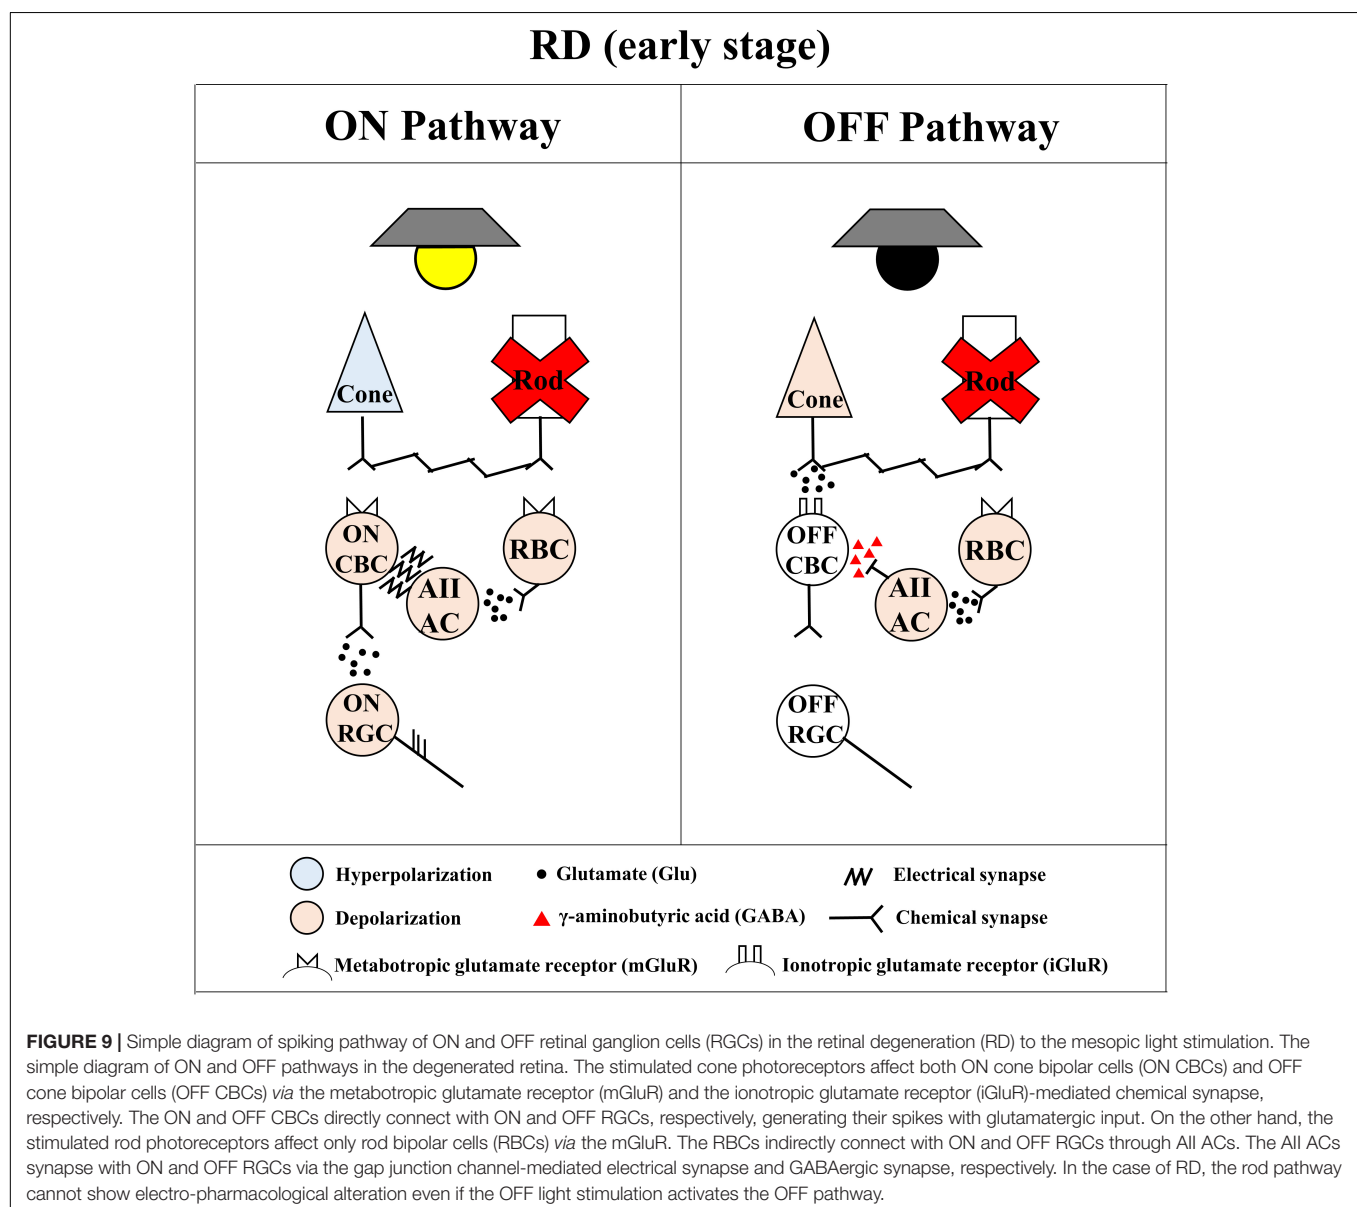 RD (early stage)
ON Pathway
OFF Pathway
Cone
Rod
Cone
Rod
ON
CBC
RBC
AII
AC
ON
RGC
OFF
CBC
RBC
AII
AC
OFF
RGC
Hyperpolarization
Glutamate (Glu)
Electrical synapse
Depolarization
γ-aminobutyric acid (GABA)
Chemical synapse
Metabotropic glutamate receptor (mGluR)
Ionotropic glutamate receptor (iGluR)
FIGURE 9 | Simple diagram of spiking pathway of ON and OFF retinal ganglion cells (RGCs) in the retinal degeneration (RD) to the mesopic light stimulation. The
simple diagram of ON and OFF pathways in the degenerated retina. The stimulated cone photoreceptors affect both ON cone bipolar cells (ON CBCs) and OFF
cone bipolar cells (OFF CBCs) via the metabotropic glutamate receptor (mGluR) and the ionotropic glutamate receptor (iGluR)-mediated chemical synapse,
respectively. The ON and OFF CBCs directly connect with ON and OFF RGCs, respectively, generating their spikes with glutamatergic input. On the other hand, the
stimulated rod photoreceptors affect only rod bipolar cells (RBCs) via the mGluR. The RBCs indirectly connect with ON and OFF RGCs through AII ACs. The AII ACs
synapse with ON and OFF RGCs via the gap junction channel-mediated electrical synapse and GABAergic synapse, respectively. In the case of RD, the rod pathway
cannot show electro-pharmacological alteration even if the OFF light stimulation activates the OFF pathway.